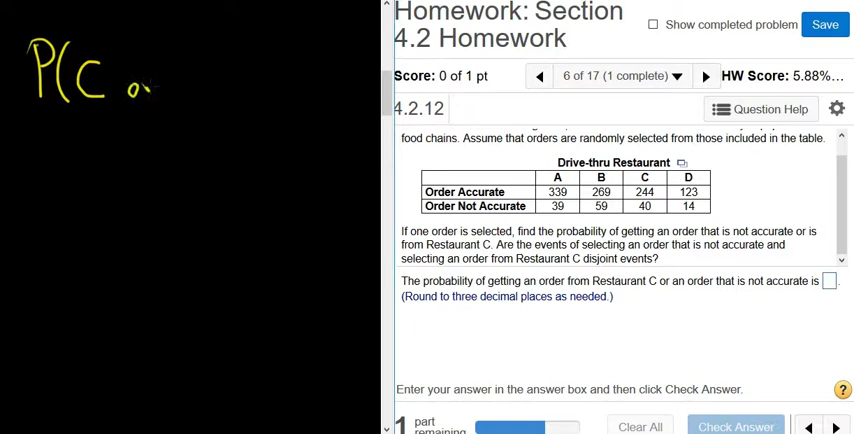 P(C or
Homework: Section
4.2 Homework
Show completed problem
Save
Score: 0 of 1 pt
6 of 17 (1 complete)
HW Score: 5.88%...
4.2.12
Question Help
food chains. Assume that orders are randomly selected from those included in the table.
Drive-thru Restaurant
A B C D
Order Accurate 339 269 244 123
Order Not Accurate 39 59 40 14
If one order is selected, find the probability of getting an order that is not accurate or is
from Restaurant C. Are the events of selecting an order that is not accurate and
selecting an order from Restaurant C disjoint events?
The probability of getting an order from Restaurant C or an order that is not accurate is .
(Round to three decimal places as needed.)
Enter your answer in the answer box and then click Check Answer.
?
1 part
remaining
Clear All
Check Answer